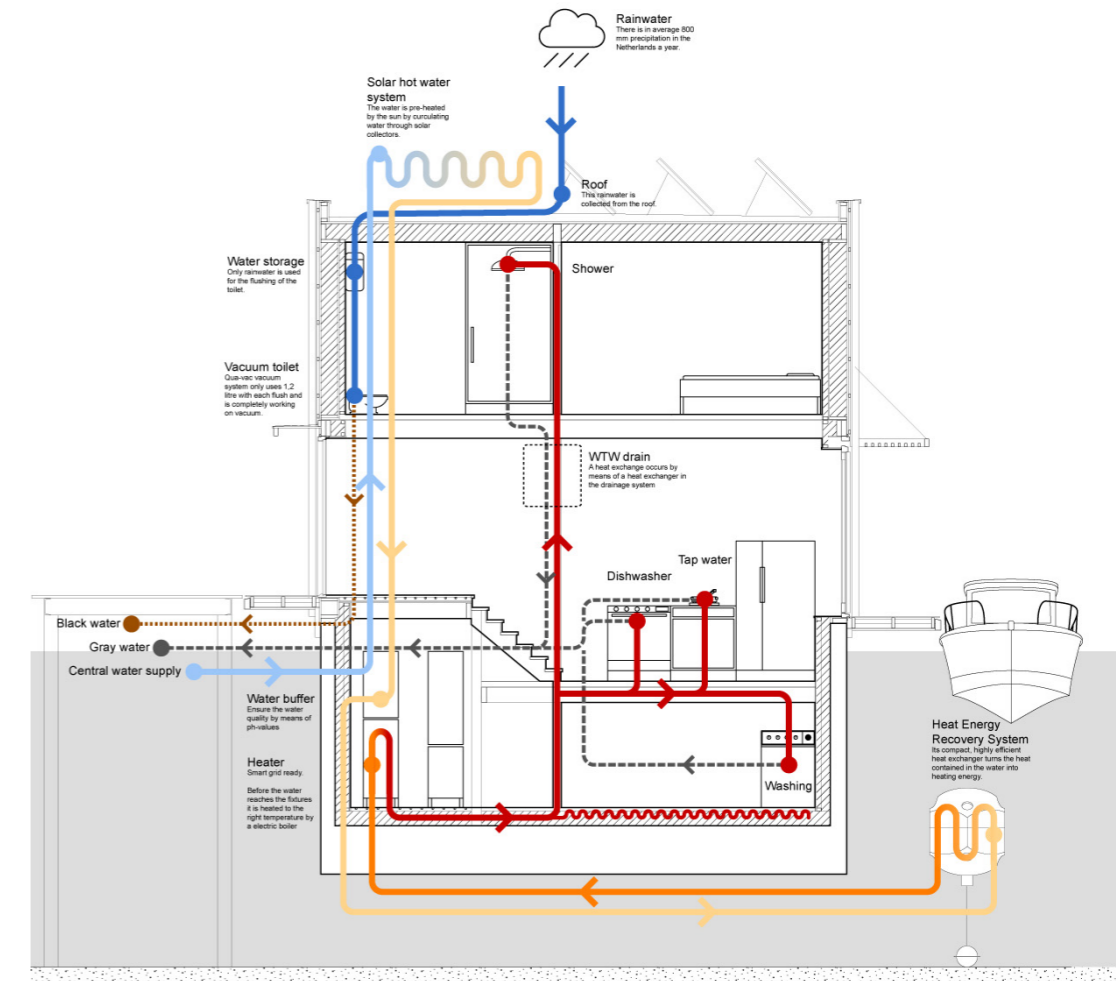 Rainwater
There is in average 800
mm precipitation in the
Netherlands a year.
Solar hot water
system
The water is pre-heated
by the sun by curculating
water through solar
collectors.
Roof
This rainwater is
collected from the roof.
Water storage
Only rainwater is used
for the flushing of the
toilet.
Shower
Vacuum toilet
Qua-vac vacuum
system only uses 1,2
litre with each flush and
is completely working
on vacuum.
WTW drain
A heat exchange occurs by
means of a heat exchanger in
the drainage system
Tap water
Dishwasher
Black water
Gray water
Central water supply
Water buffer
Ensure the water
quality by means of
ph-values
Heater
Smart grid ready.
Before the water
reaches the fixtures
it is heated to the
right temperature by
a electric boiler
Washing
Heat Energy
Recovery System
Its compact, highly efficient
heat exchanger turns the heat
contained in the water into
heating energy.